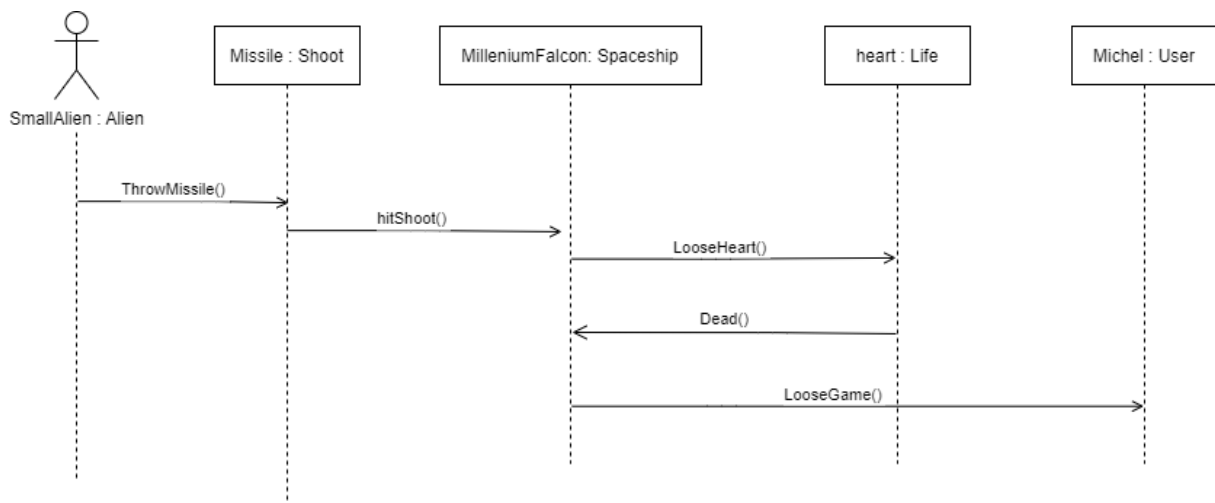 Missile : Shoot
MilleniumFalcon: Spaceship
heart : Life
Michel : User
SmallAlien : Alien
ThrowMissile()
hitShoot()
LooseHeart()
Dead()
LooseGame()